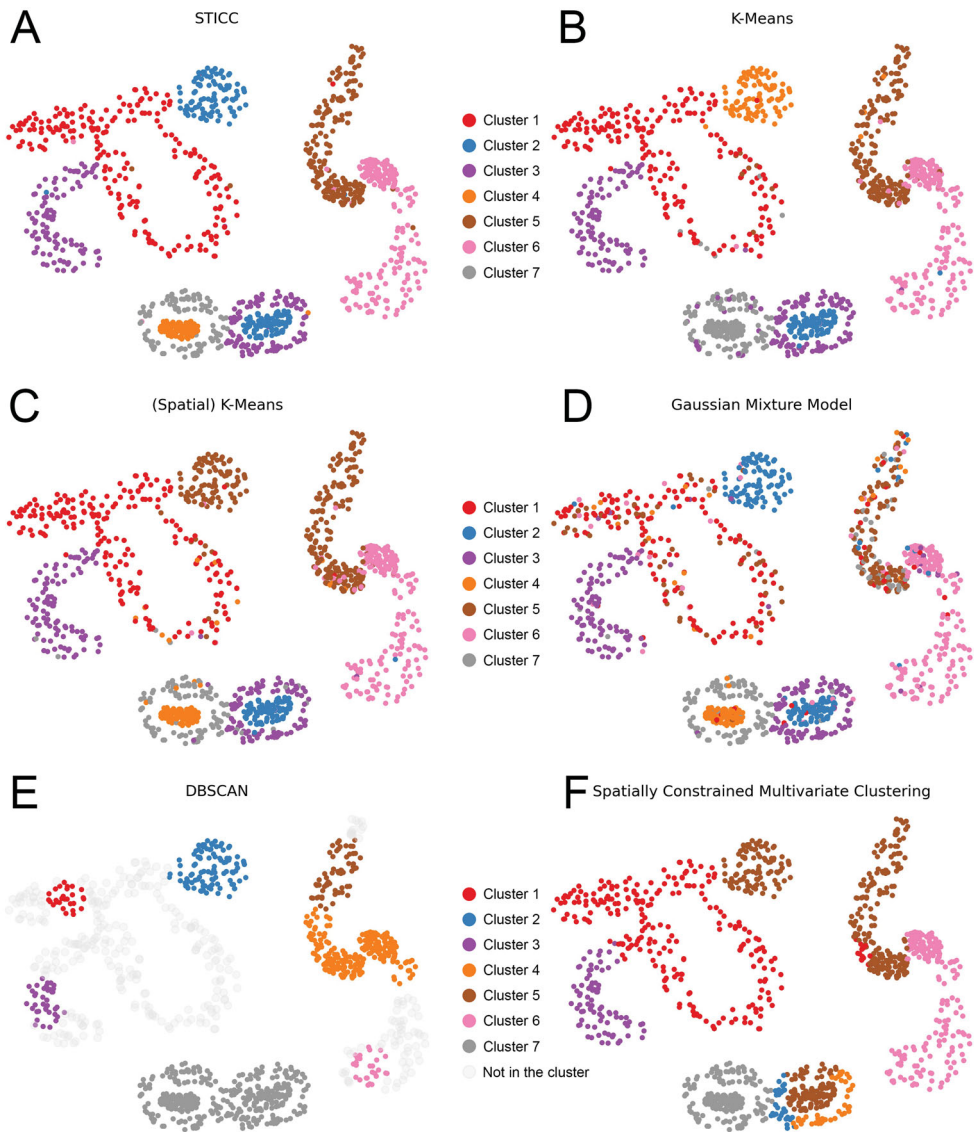 A
STICC
B
K-Means
Cluster 1
Cluster 2
Cluster 3
Cluster 4
Cluster 5
Cluster 6
Cluster 7
C
(Spatial) K-Means
D
Gaussian Mixture Model
Cluster 1
Cluster 2
Cluster 3
Cluster 4
Cluster 5
Cluster 6
Cluster 7
E
DBSCAN
F
Spatially Constrained Multivariate Clustering
Cluster 1
Cluster 2
Cluster 3
Cluster 4
Cluster 5
Cluster 6
Cluster 7
Not in the cluster